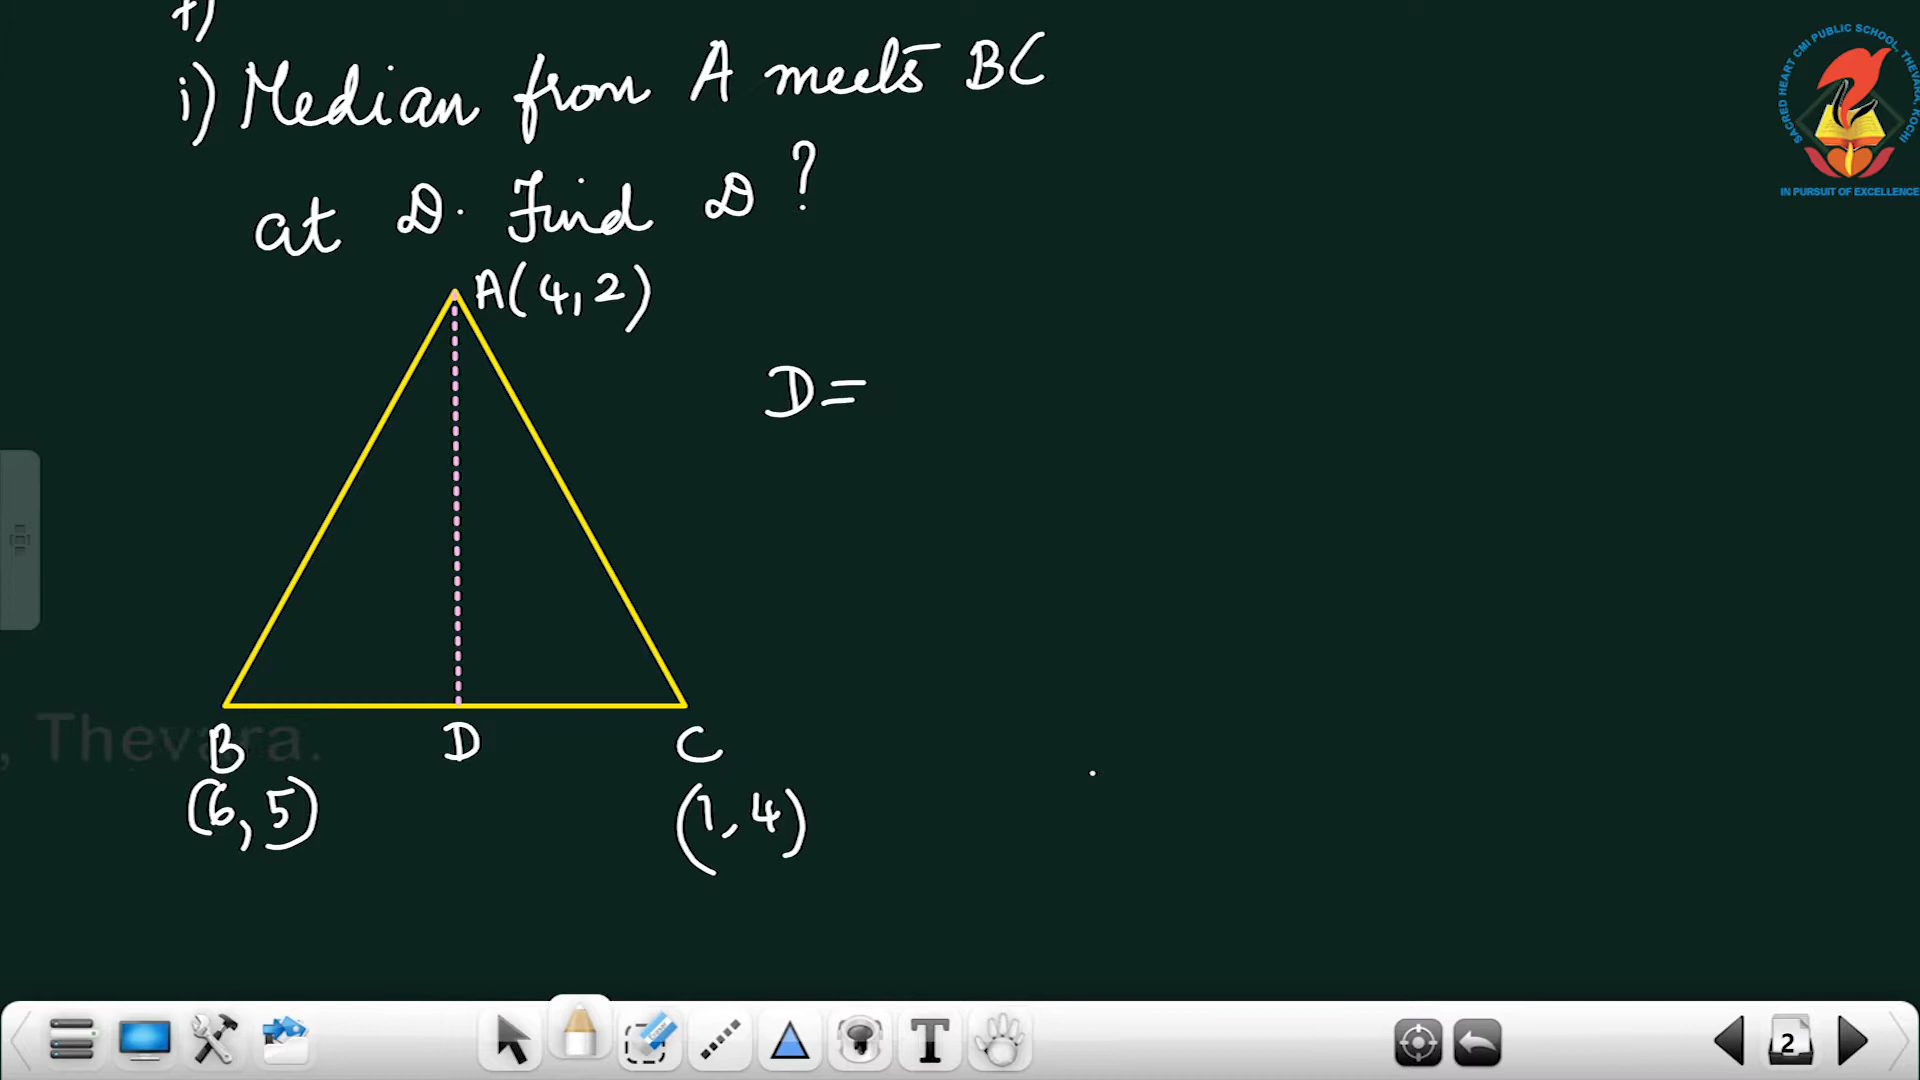 i) Median from A meets BC
at D. Find D ?
A(4,2)
D=
B D C
(6,5) (1,4)
, Thevara.
SACRED HEART CMI PUBLIC SCHOOL, THEVARA, KOCHI
IN PURSUIT OF EXCELLENCE
T
2